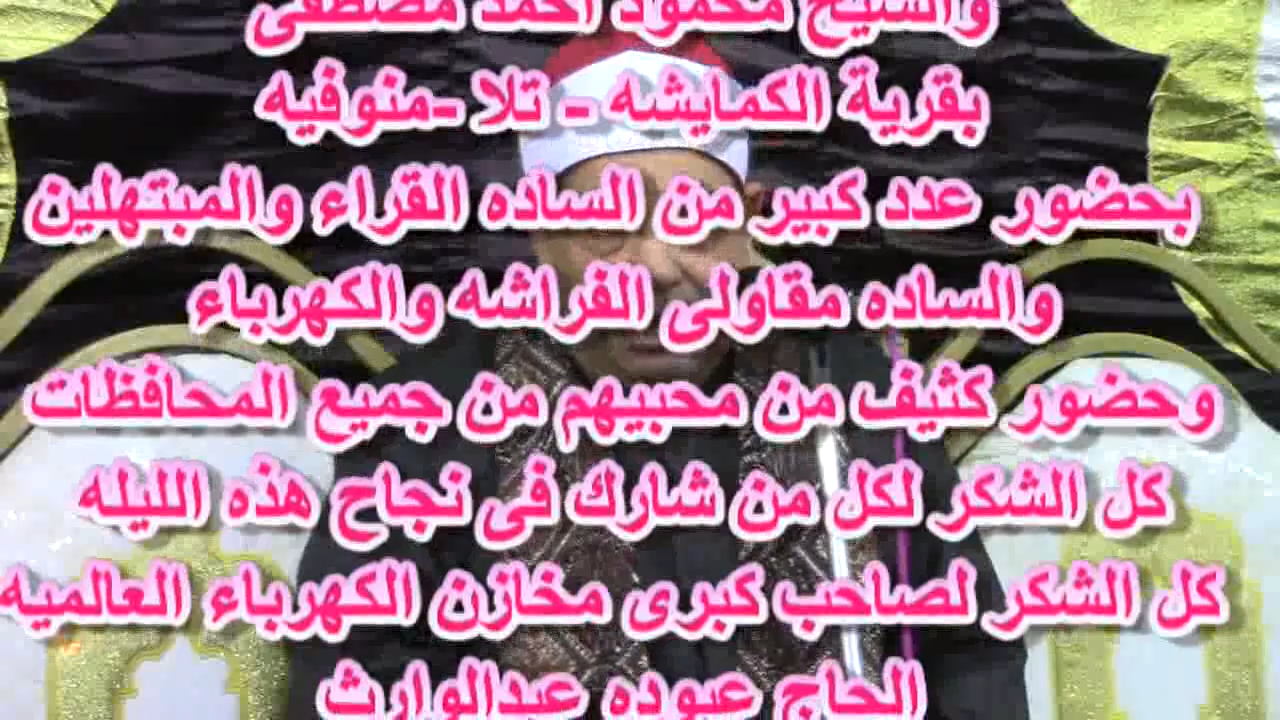 والشيخ محمود احمد مصطفى
بقرية الكمايشه - تلا -منوفيه
بحضور عدد كبير من الساده القراء والمبتهلين
والساده مقاولى الفراشه والكهرباء
وحضور كثيف من محبيهم من جميع المحافظات
كل الشكر لكل من شارك فى نجاح هذه الليله
كل الشكر لصاحب كبرى مخازن الكهرباء العالميه
الحاج عبوده عبدالوارث